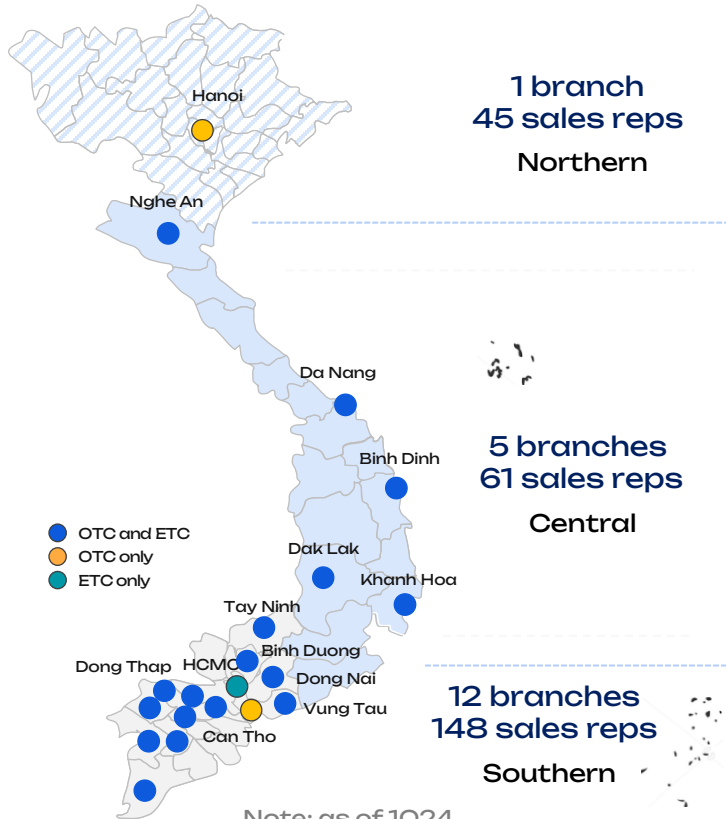 Hanoi
1 branch
45 sales reps
Northern
Nghe An
Da Nang
Binh Dinh
5 branches
61 sales reps
Central
OTC and ETC
OTC only
ETC only
Dak Lak
Khanh Hoa
Tay Ninh
Binh Duong
Dong Thap
HCMC
Dong Nai
Vung Tau
Can Tho
12 branches
148 sales reps
Southern
Note: as of 1Q24